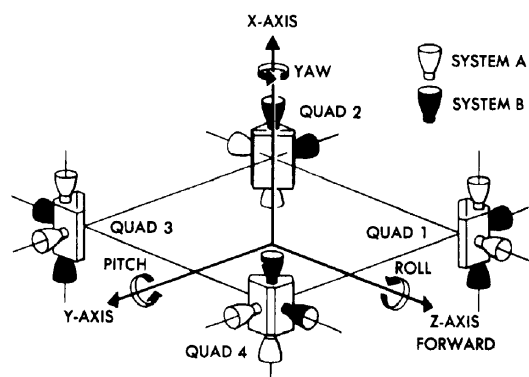 X-AXIS
YAW
SYSTEM A
SYSTEM B
QUAD 2
QUAD 3
QUAD 1
PITCH
ROLL
Y-AXIS
Z-AXIS
FORWARD
QUAD 4